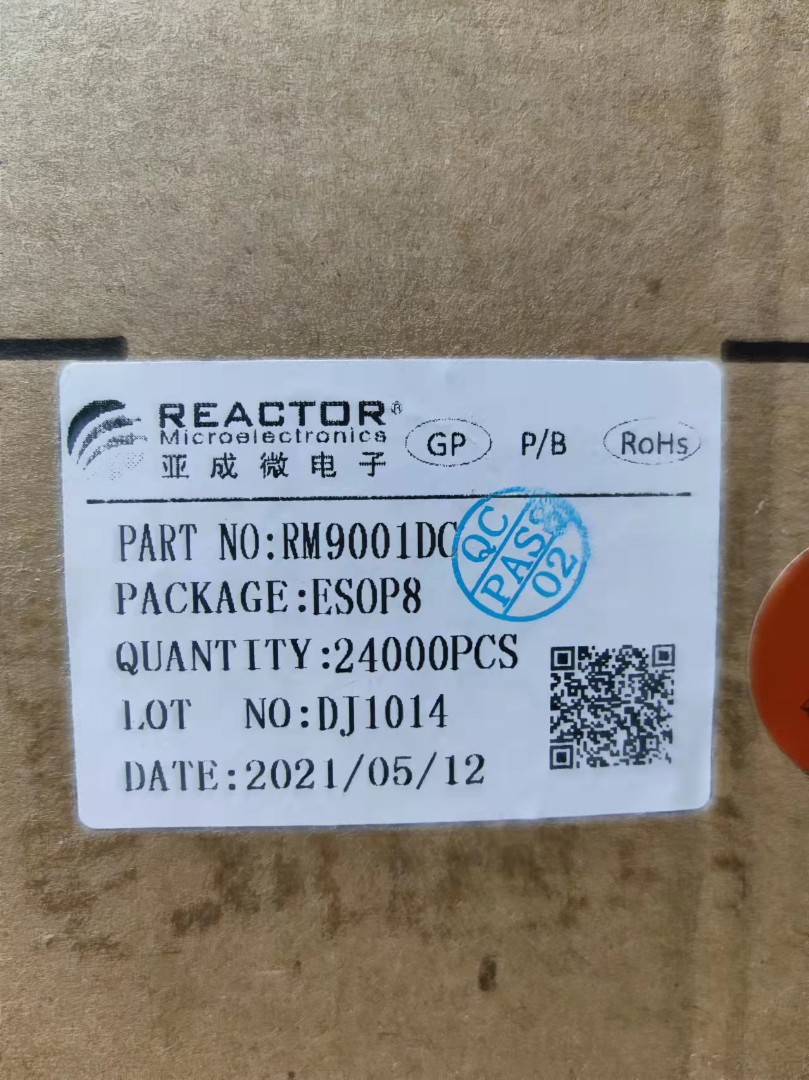 REACTOR®
Microelectronics
亚成微电子
GP P/B RoHs
PART NO:RM9001DC
PACKAGE:ESOP8
QUANTITY:24000PCS
LOT NO:DJ1014
DATE:2021/05/12
QC
PASS
02